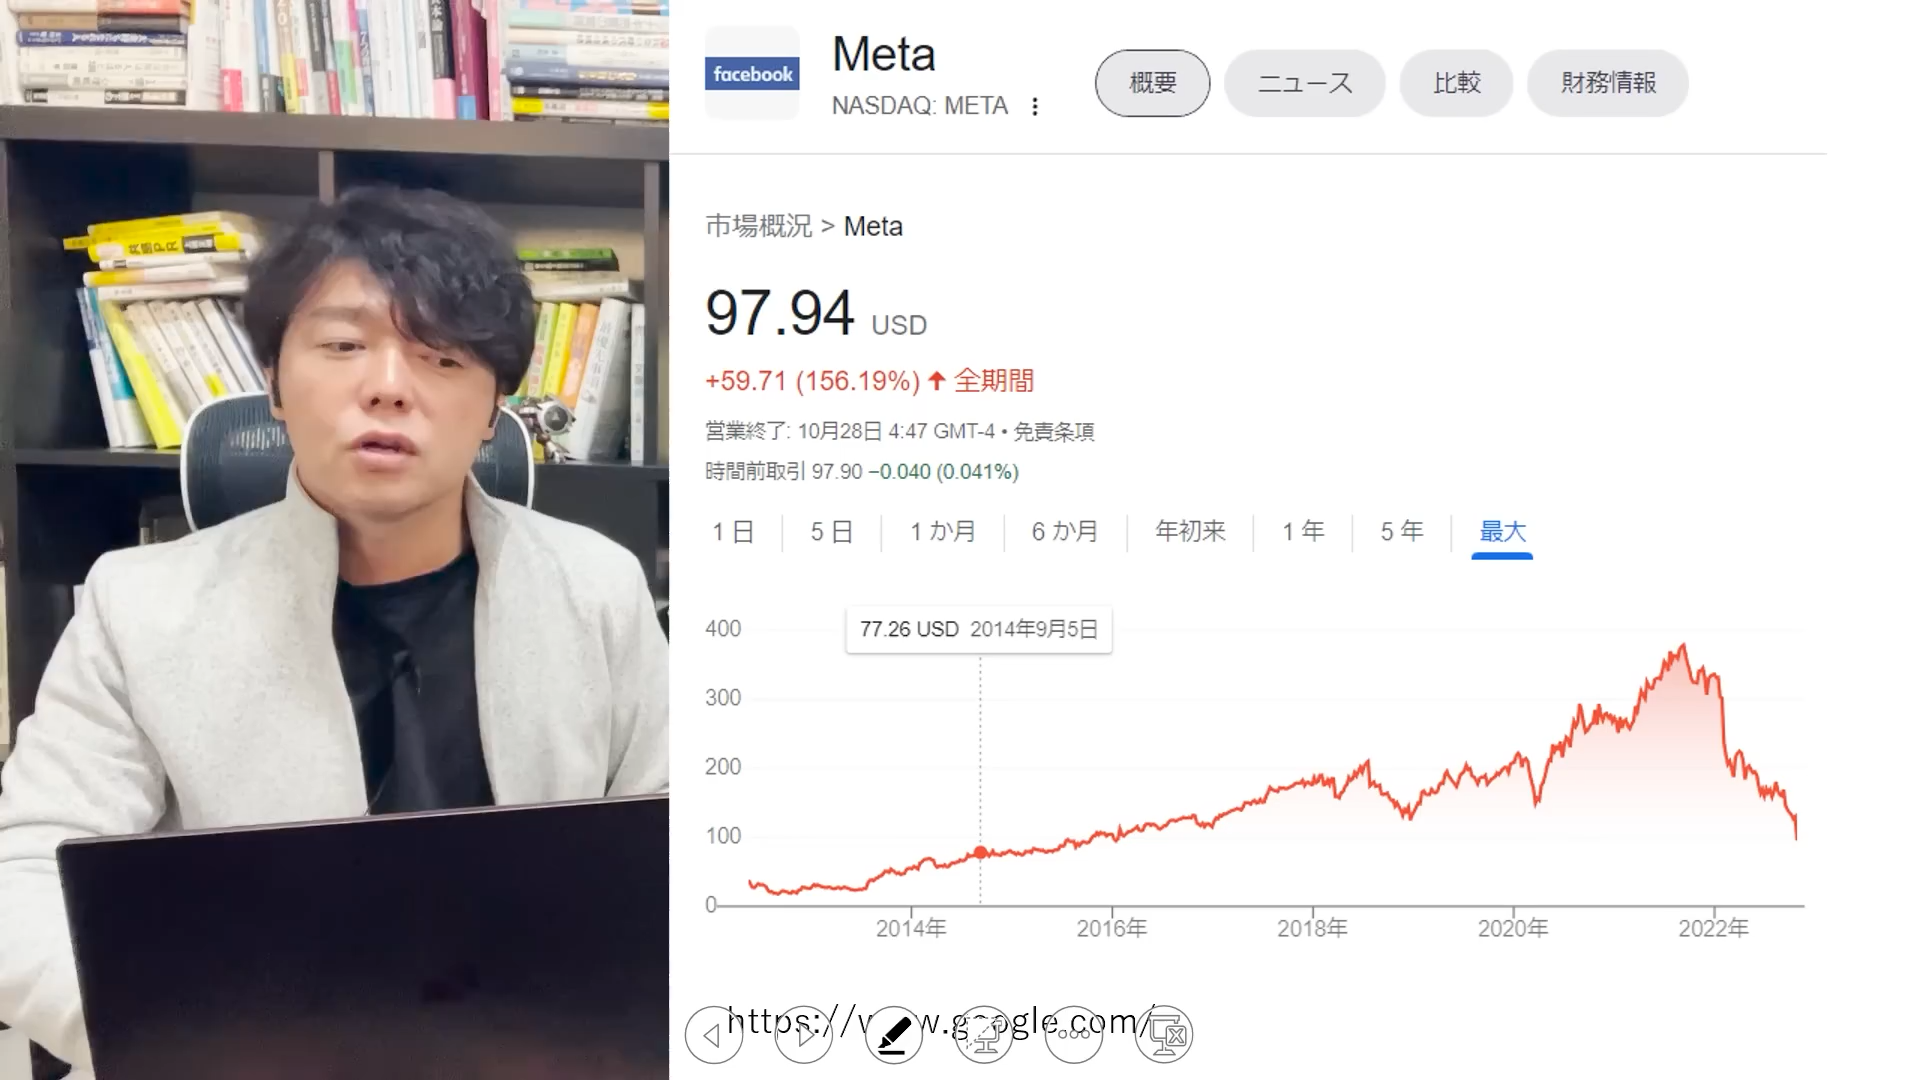 facebook
Meta
NASDAQ: META
概要
ニュース
比較
財務情報
市場概況 > Meta
97.94 USD
+59.71 (156.19%) ↑ 全期間
営業終了: 10月28日 4:47 GMT-4 • 免責条項
時間前取引 97.90 −0.040 (0.041%)
1 日
5 日
1 か月
6 か月
年初来
1 年
5 年
最大
77.26 USD 2014年9月5日
400
300
200
100
0
2014年
2016年
2018年
2020年
2022年
https://www.google.com/